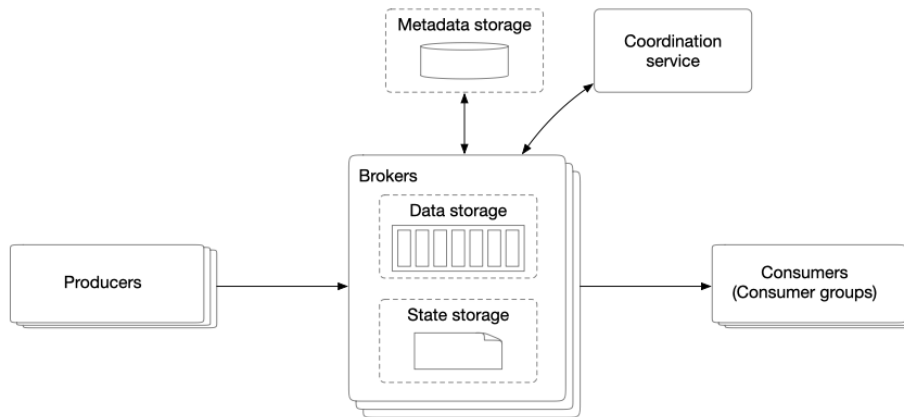 Metadata storage
Coordination
service
Brokers
Data storage
Producers
Consumers
(Consumer groups)
State storage